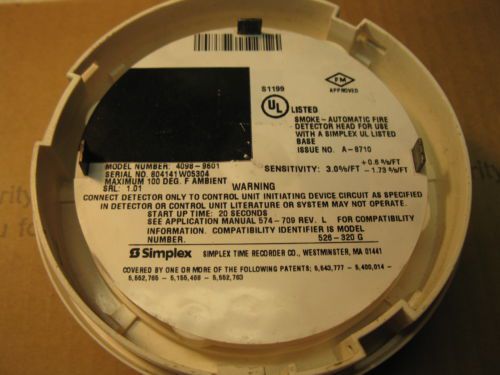 S1199
FM
APPROVED
UL LISTED
SMOKE-AUTOMATIC FIRE
DETECTOR HEAD FOR USE
WITH A SIMPLEX UL LISTED
BASE
ISSUE NO. A-8710
MODEL NUMBER: 4098-9601
SERIAL NO. 804141W05304
MAXIMUM 100 DEG. F AMBIENT
SRL: 1.01
SENSITIVITY: 3.0%/FT +0.6%/FT -1.73%/FT
WARNING
CONNECT DETECTOR ONLY TO CONTROL UNIT INITIATING DEVICE CIRCUIT AS SPECIFIED
IN DETECTOR OR CONTROL UNIT LITERATURE OR SYSTEM MAY NOT OPERATE.
START UP TIME: 20 SECONDS
SEE APPLICATION MANUAL 574-709 REV. L FOR COMPATIBILITY
INFORMATION. COMPATIBILITY IDENTIFIER IS MODEL
NUMBER. 526-320 G
Simplex SIMPLEX TIME RECORDER CO., WESTMINSTER, MA 01441
COVERED BY ONE OR MORE OF THE FOLLOWING PATENTS; 5,543,777 - 5,400,014 -
5,552,765 - 5,155,468 - 5,552,763